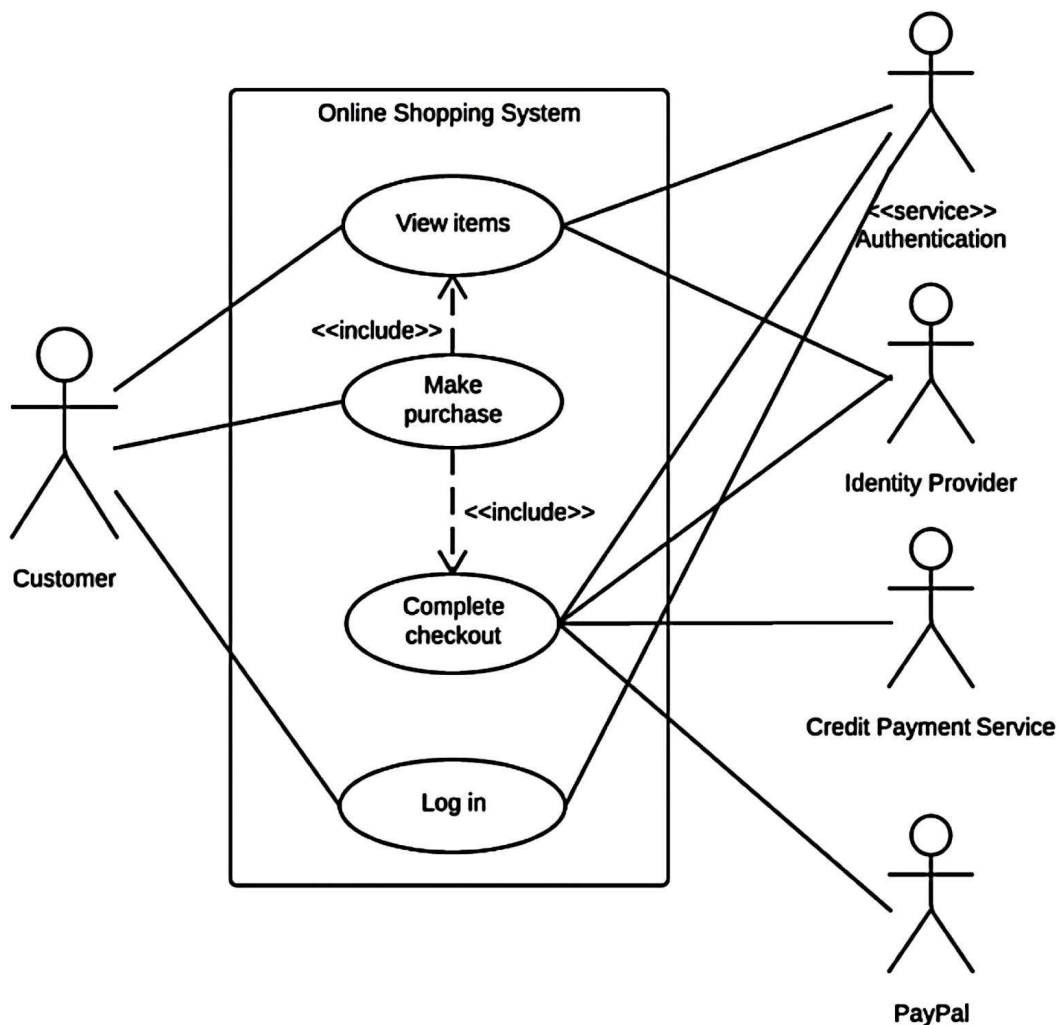 Online Shopping System
View items
<<service>>
Authentication
<<include>>
Make
purchase
Identity Provider
<<include>>
Customer
Complete
checkout
Credit Payment Service
Log in
PayPal